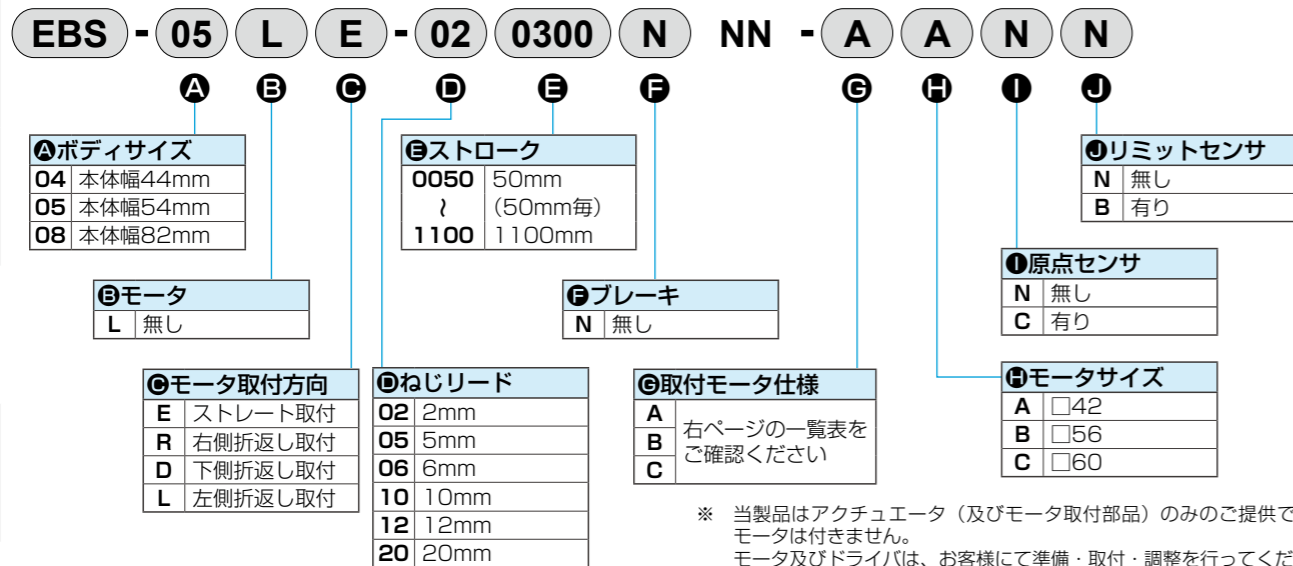 EBS - 05 L E - 02 0300 N NN - A A N N
A B C D E F G H I J
Aボディサイズ
04 本体幅44mm
05 本体幅54mm
08 本体幅82mm
Eストローク
0050 50mm
~ （50mm毎）
1100 1100mm
Jリミットセンサ
N 無し
B 有り
Bモータ
L 無し
Fブレーキ
N 無し
I原点センサ
N 無し
C 有り
Cモータ取付方向
E ストレート取付
R 右側折返し取付
D 下側折返し取付
L 左側折返し取付
Dねじリード
02 2mm
05 5mm
06 6mm
10 10mm
12 12mm
20 20mm
G取付モータ仕様
A
B
C
右ページの一覧表を
ご確認ください
Hモータサイズ
A □42
B □56
C □60
※ 当製品はアクチュエータ（及びモータ取付部品）のみのご提供で
モータは付きません。
モータ及びドライバは、お客様にて準備・取付・調整を行ってくだ